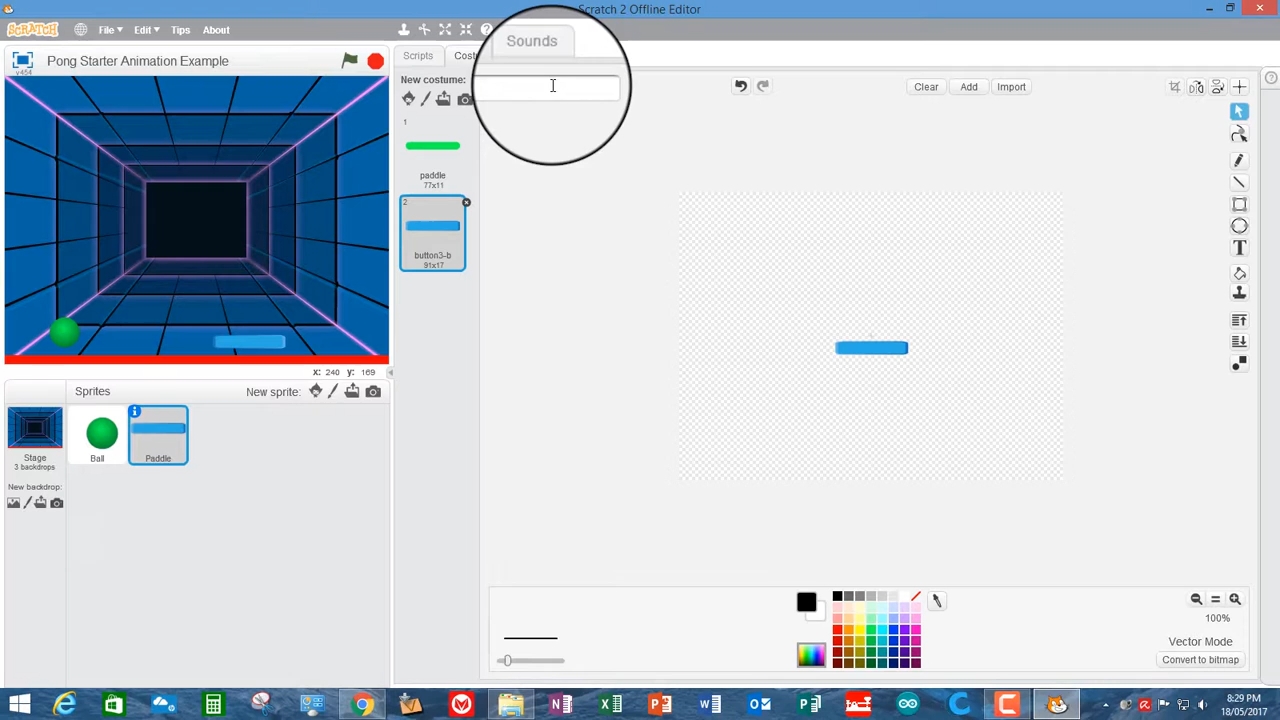 Scratch 2 Offline Editor
SCRATCH File Edit Tips About
v454 Pong Starter Animation Example
Scripts Sounds
New costume:
Clear Add Import
1
paddle
77x11
2
button3-b
91x17
x: 240 y: 169
Sprites New sprite:
Stage
3 backdrops
Ball
Paddle
New backdrop:
100%
Vector Mode
Convert to bitmap
8:29 PM
18/05/2017